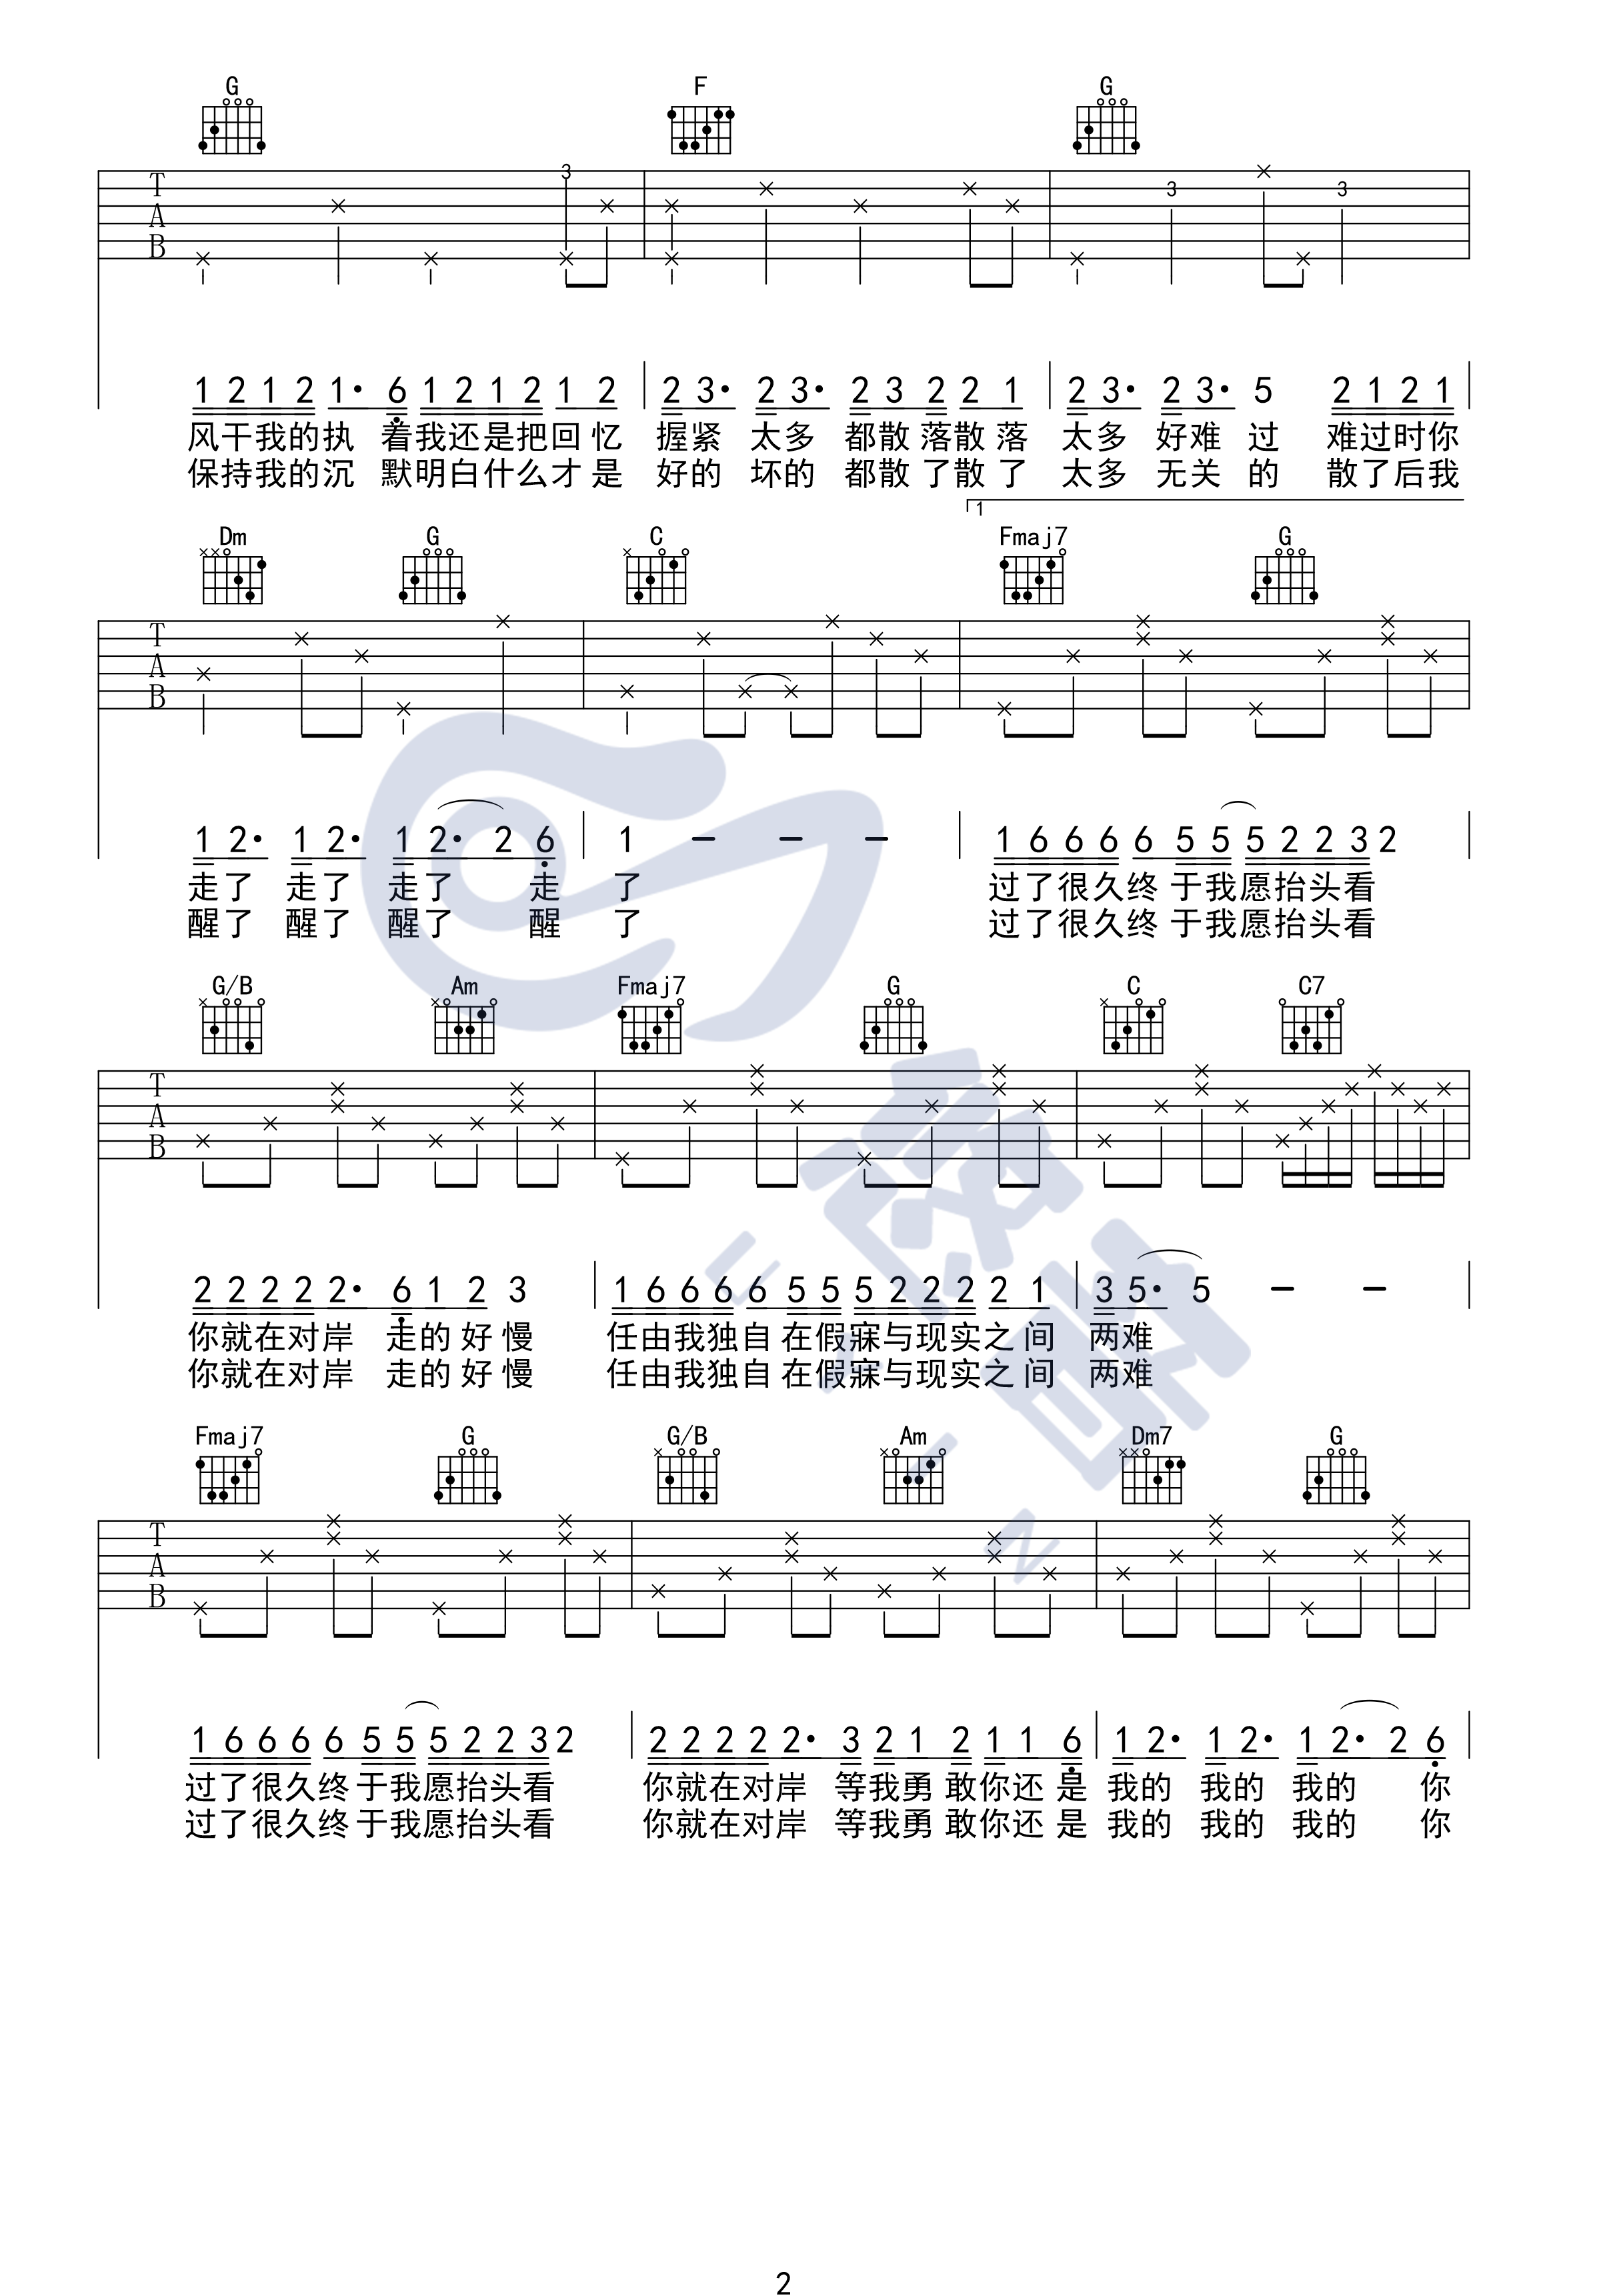 G F G
T 3 3 3
A
B
1 2 1 2 1· 6 1 2 1 2 1 2 2 3· 2 3· 2 3 2 2 1 2 3· 2 3· 5 2 1 2 1
风干我的执 着我还是把回忆 握紧 太多 都散落散落 太多 好难 过 难过时你
保持我的沉 默明白什么才是 好的 坏的 都散了散了 太多 无关 的 散了后我
1
Dm G C Fmaj7 G
T
A
B
1 2· 1 2· 1 2· 2 6 1 – – – 1 6 6 6 6 5 5 5 2 2 3 2
走了 走了 走了 走 了 过了很久终于我愿抬头看
醒了 醒了 醒了 醒 了 过了很久终于我愿抬头看
G/B Am Fmaj7 G C C7
T
A
B
2 2 2 2 2· 6 1 2 3 1 6 6 6 6 5 5 5 2 2 2 2 1 3 5· 5 – –
你就在对岸 走的好慢 任由我独自在假寐与现实之间 两难
你就在对岸 走的好慢 任由我独自在假寐与现实之间 两难
Fmaj7 G G/B Am Dm7 G
T
A
B
1 6 6 6 6 5 5 5 2 2 3 2 2 2 2 2 2· 3 2 1 2 1 1 6 1 2· 1 2· 1 2· 2 6
过了很久终于我愿抬头看 你就在对岸 等我勇敢你还是 我的 我的 我的 你
过了很久终于我愿抬头看 你就在对岸 等我勇敢你还是 我的 我的 我的 你
2